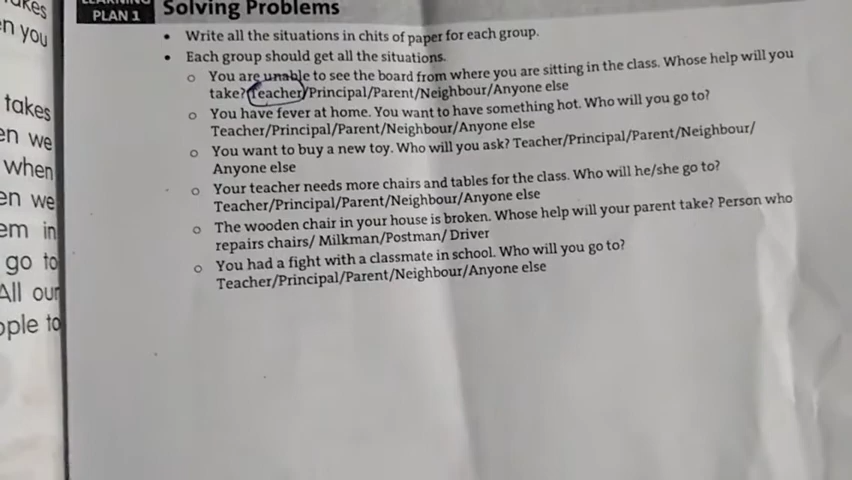 akes
en you
takes
en we
when
en we
em in
go to
All our
ople to
PLAN 1
Solving Problems
• Write all the situations in chits of paper for each group.
• Each group should get all the situations.
○ You are unable to see the board from where you are sitting in the class. Whose help will you
take? Teacher/Principal/Parent/Neighbour/Anyone else
○ You have fever at home. You want to have something hot. Who will you go to?
Teacher/Principal/Parent/Neighbour/Anyone else
○ You want to buy a new toy. Who will you ask? Teacher/Principal/Parent/Neighbour/
Anyone else
○ Your teacher needs more chairs and tables for the class. Who will he/she go to?
Teacher/Principal/Parent/Neighbour/Anyone else
○ The wooden chair in your house is broken. Whose help will your parent take? Person who
repairs chairs/ Milkman/Postman/ Driver
○ You had a fight with a classmate in school. Who will you go to?
Teacher/Principal/Parent/Neighbour/Anyone else